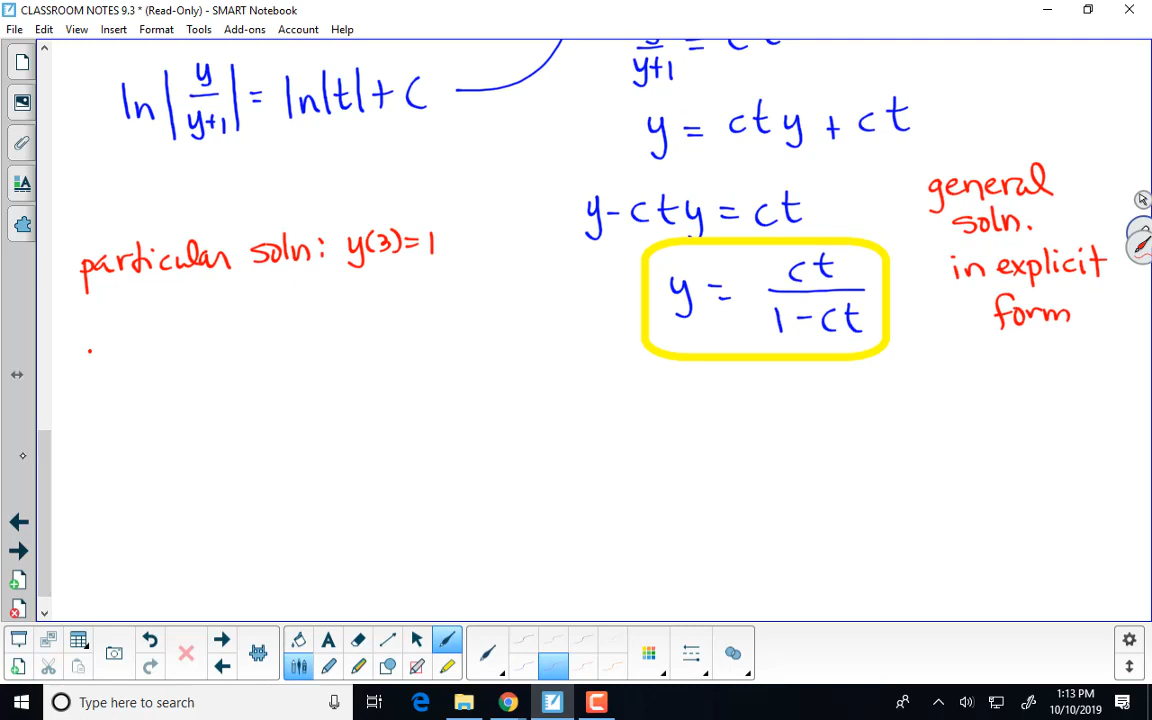 CLASSROOM NOTES 9.3 * (Read-Only) - SMART Notebook
File Edit View Insert Format Tools Add-ons Account Help
ln|y/y+1| = ln|t| + C
y/y+1 = ct
y = cty + ct
y - cty = ct
y = ct/1-ct
general
soln.
in explicit
form
particular soln: y(3)=1
Type here to search
1:13 PM
10/10/2019